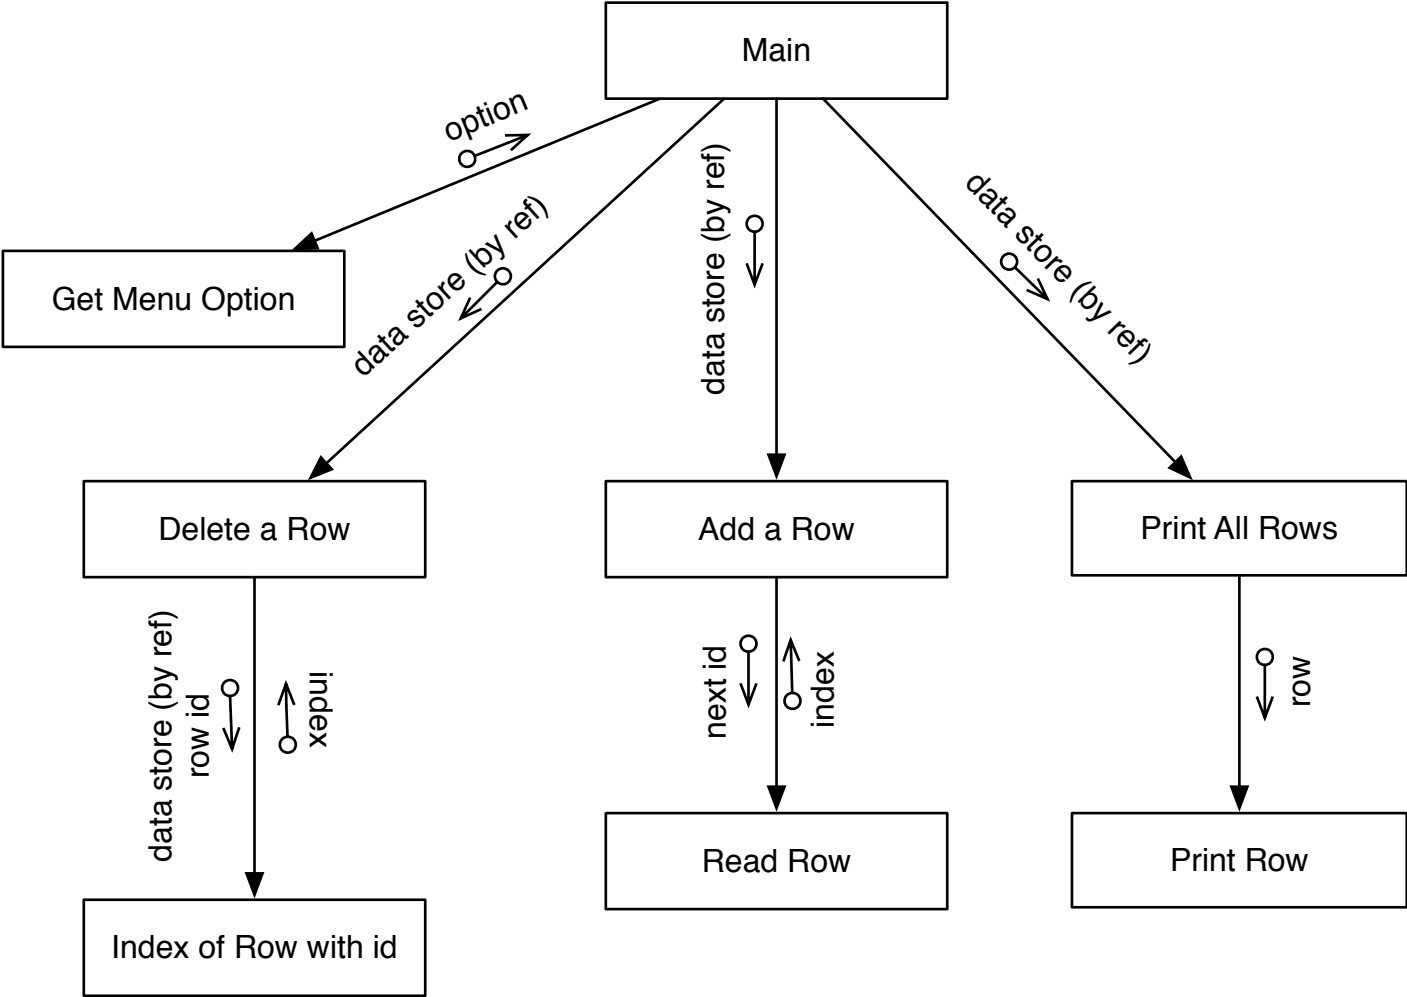 Main
option
Get Menu Option
data store (by ref)
data store (by ref)
data store (by ref)
Delete a Row
Add a Row
Print All Rows
data store (by ref)
row id
index
next id
index
row
Read Row
Print Row
Index of Row with id